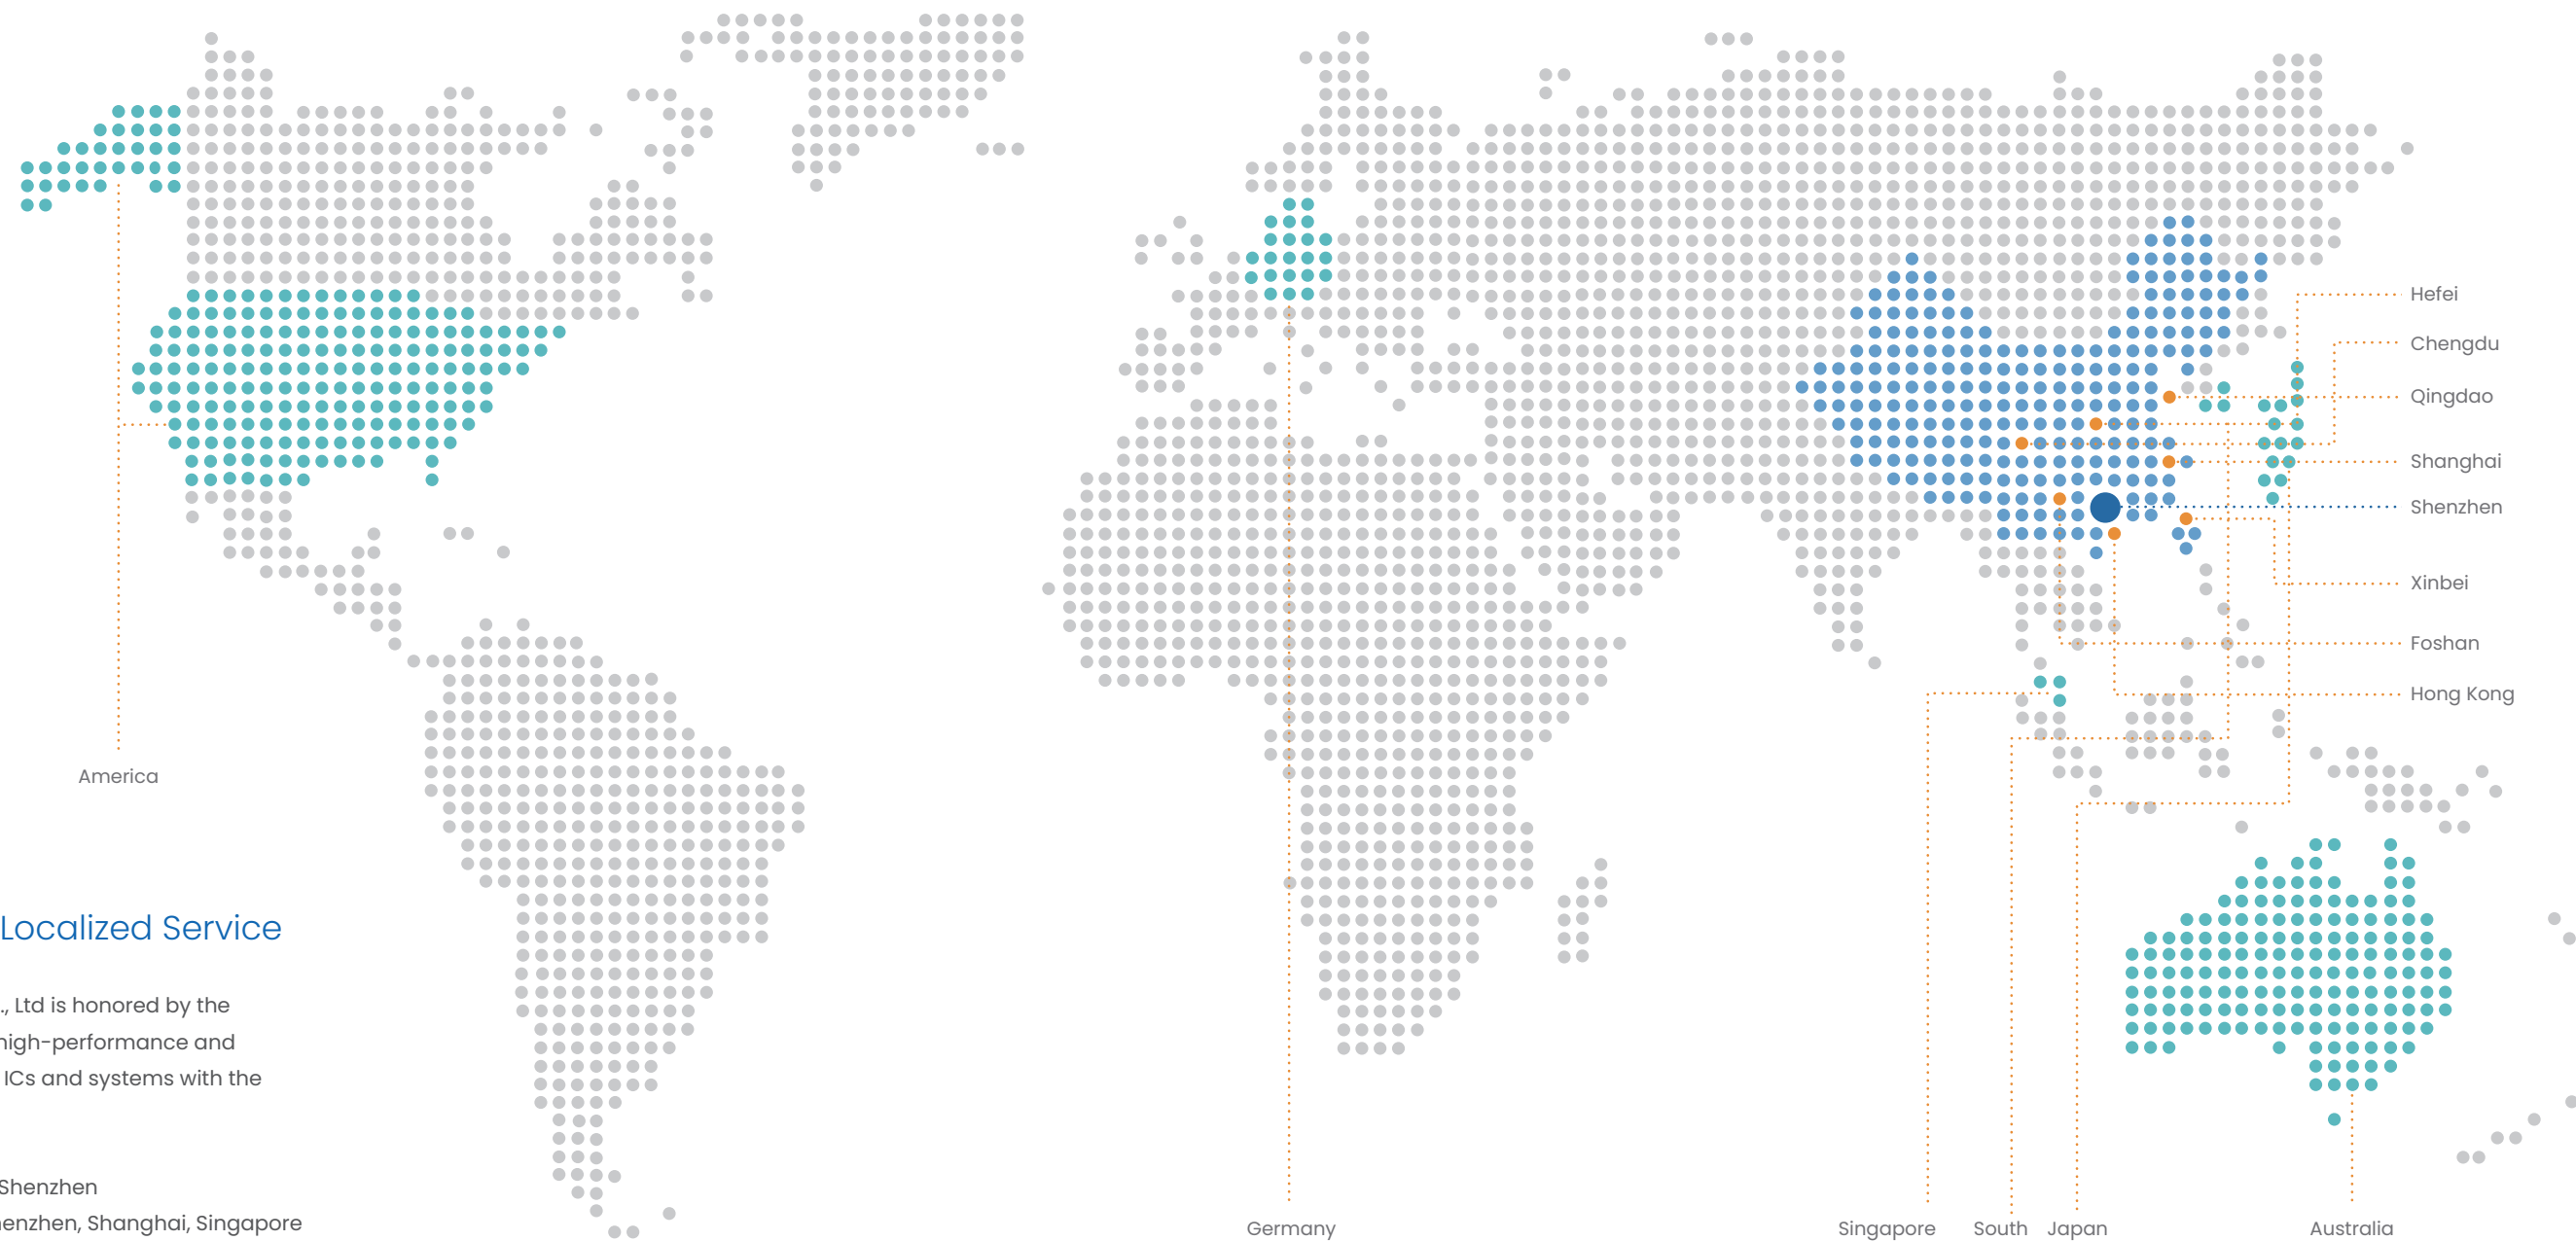 Hefei
Chengdu
Qingdao
Shanghai
Shenzhen
Xinbei
Foshan
Hong Kong
America
Localized Service
., Ltd is honored by the
high-performance and
ICs and systems with the
Shenzhen
Shanghai, Singapore
Germany
Singapore
South
Japan
Australia